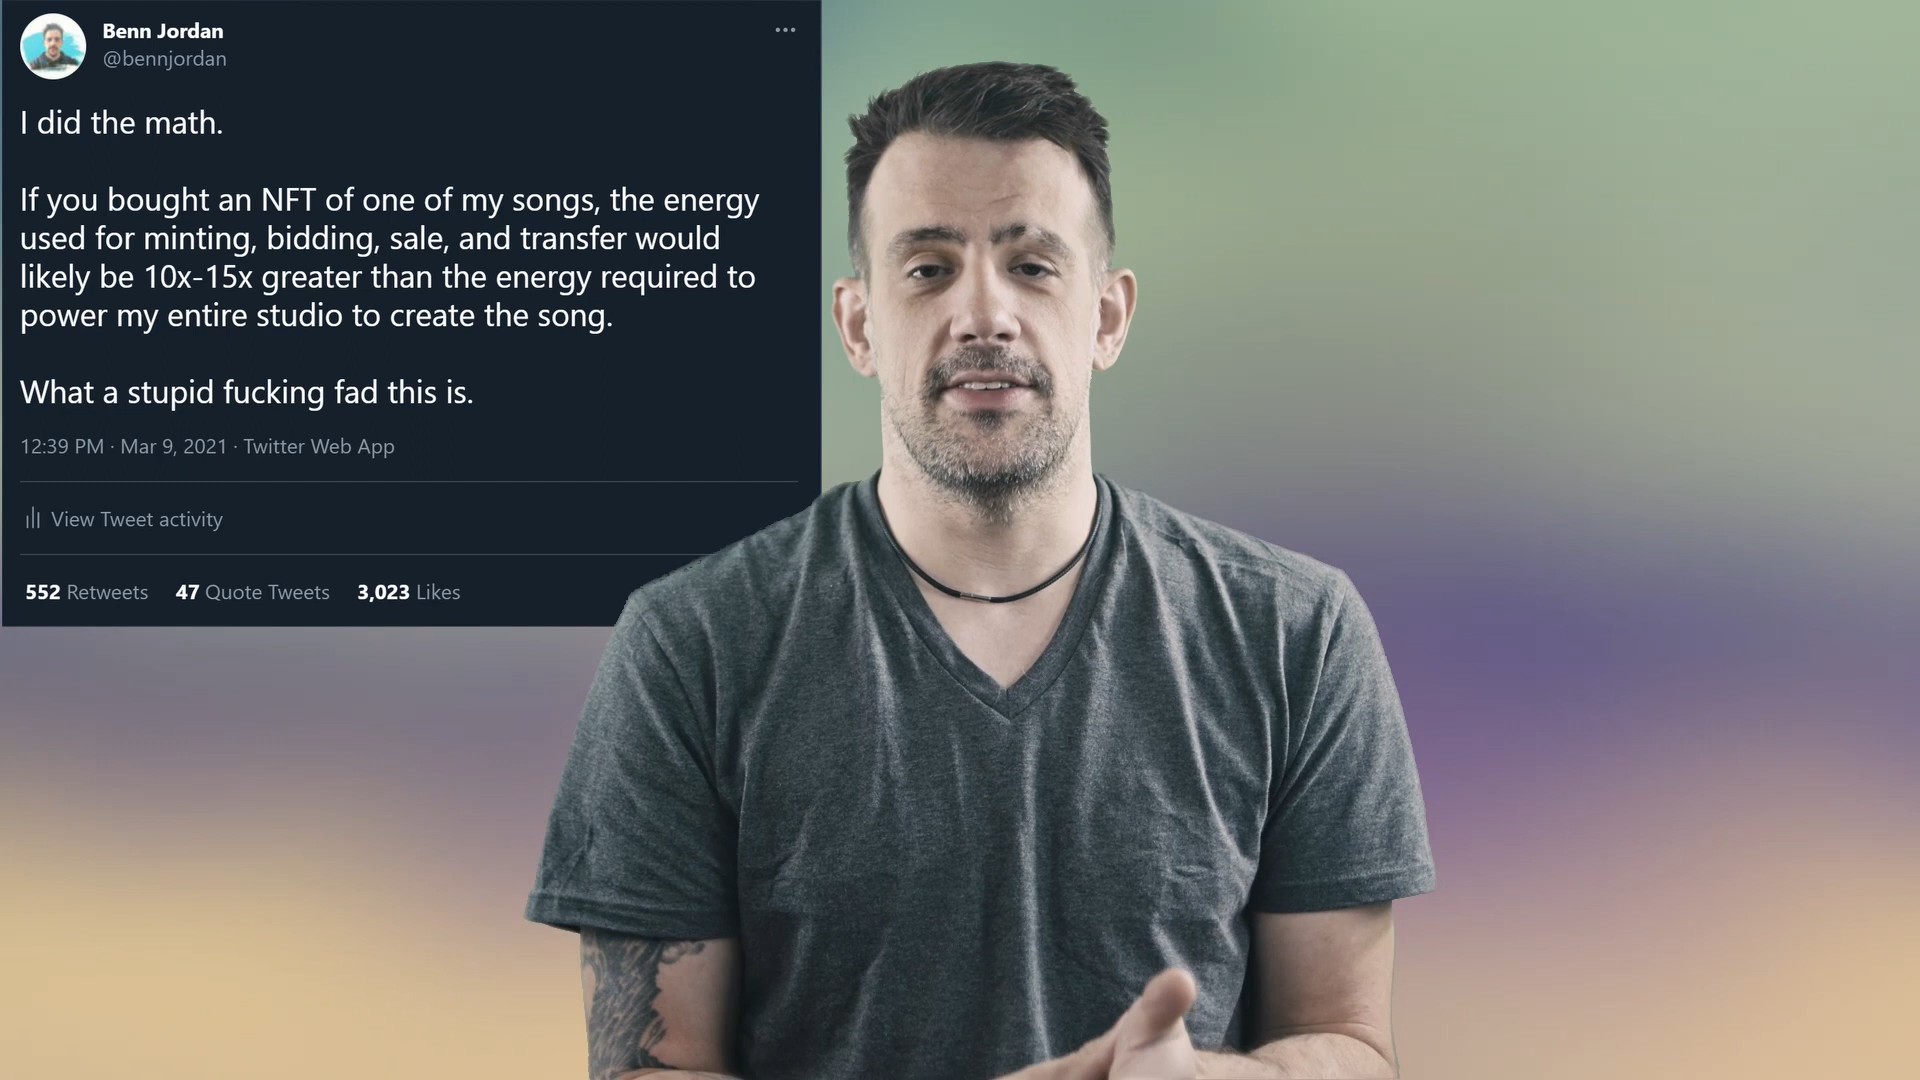 Benn Jordan
@bennjordan
I did the math.
If you bought an NFT of one of my songs, the energy
used for minting, bidding, sale, and transfer would
likely be 10x-15x greater than the energy required to
power my entire studio to create the song.
What a stupid fucking fad this is.
12:39 PM · Mar 9, 2021 · Twitter Web App
View Tweet activity
552 Retweets 47 Quote Tweets 3,023 Likes